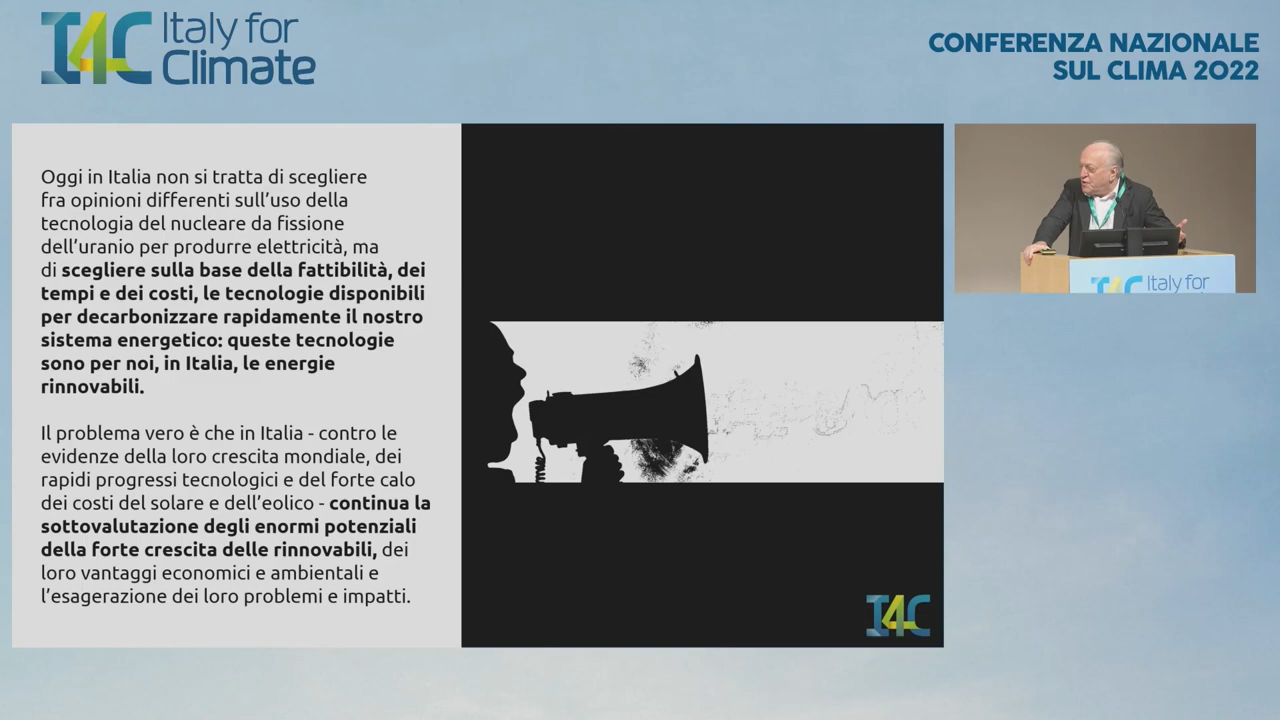 I4C Italy for
Climate
CONFERENZA NAZIONALE
SUL CLIMA 2022
Oggi in Italia non si tratta di scegliere
fra opinioni differenti sull’uso della
tecnologia del nucleare da fissione
dell’uranio per produrre elettricità, ma
di scegliere sulla base della fattibilità, dei
tempi e dei costi, le tecnologie disponibili
per decarbonizzare rapidamente il nostro
sistema energetico: queste tecnologie
sono per noi, in Italia, le energie
rinnovabili.
Il problema vero è che in Italia - contro le
evidenze della loro crescita mondiale, dei
rapidi progressi tecnologici e del forte calo
dei costi del solare e dell’eolico - continua la
sottovalutazione degli enormi potenziali
della forte crescita delle rinnovabili, dei
loro vantaggi economici e ambientali e
l’esagerazione dei loro problemi e impatti.
I4C
I4C Italy for